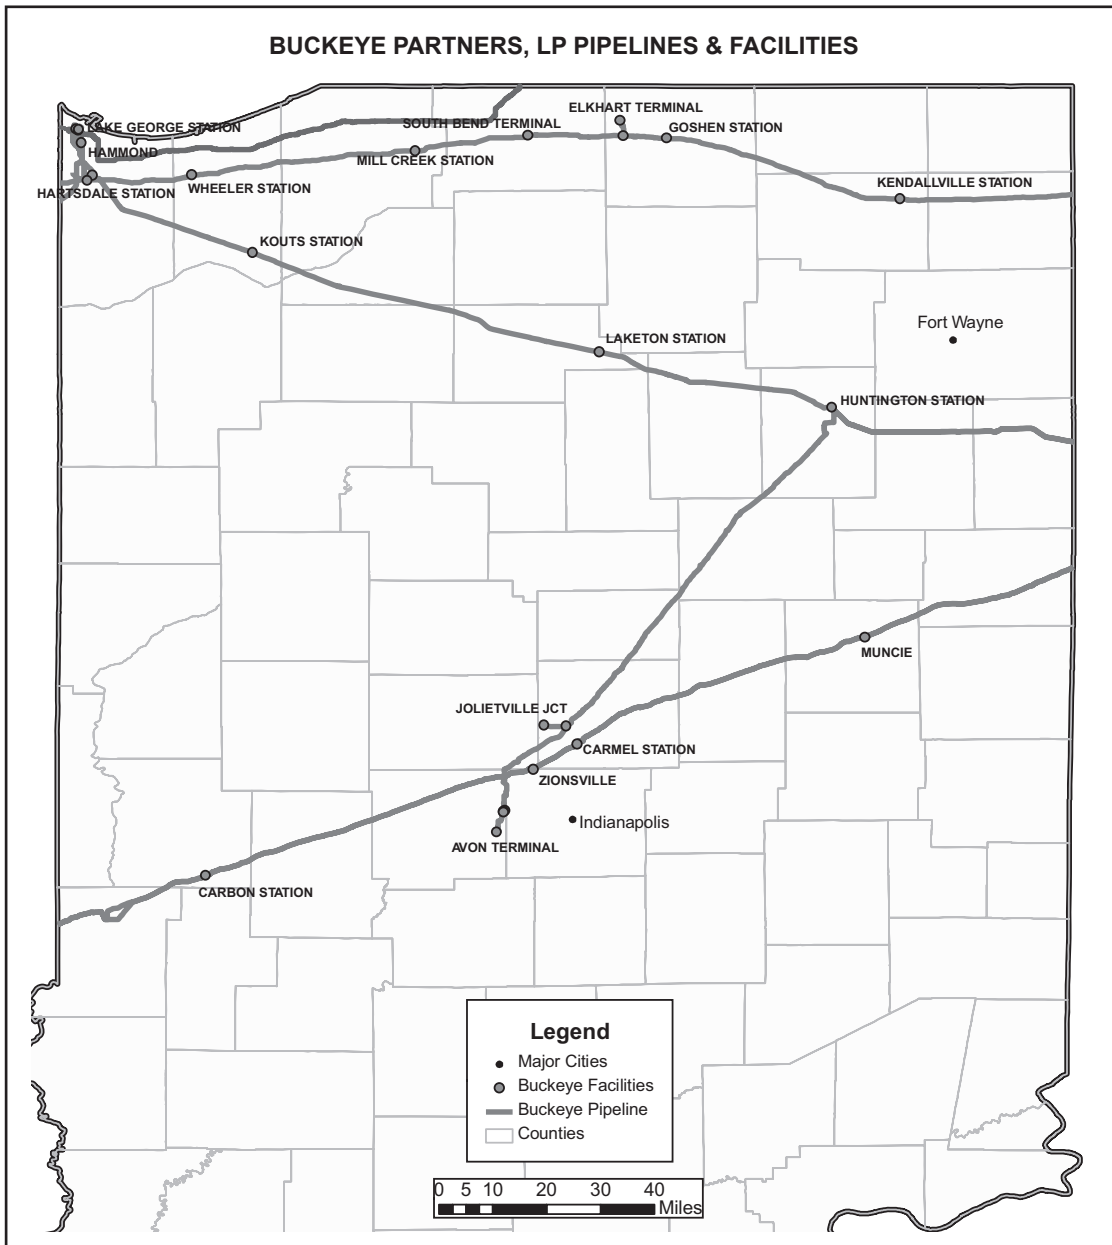 BUCKEYE PARTNERS, LP PIPELINES & FACILITIES
ELKHART TERMINAL
LAKE GEORGE STATION
SOUTH BEND TERMINAL
GOSHEN STATION
HAMMOND
MILL CREEK STATION
HARTSDALE STATION
WHEELER STATION
KENDALLVILLE STATION
KOUTS STATION
Fort Wayne
LAKETON STATION
HUNTINGTON STATION
MUNCIE
JOLIETVILLE JCT
CARMEL STATION
ZIONSVILLE
Indianapolis
AVON TERMINAL
CARBON STATION
Legend
Major Cities
Buckeye Facilities
Buckeye Pipeline
Counties
0 5 10 20 30 40
Miles